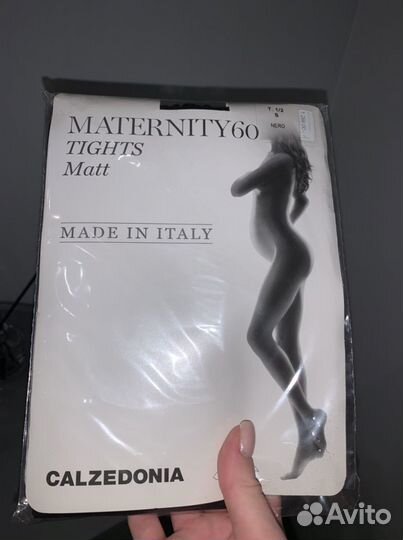 T. 1/2
S
NERO
MATERNITY60
TIGHTS
Matt
MADE IN ITALY
CALZEDONIA
Avito